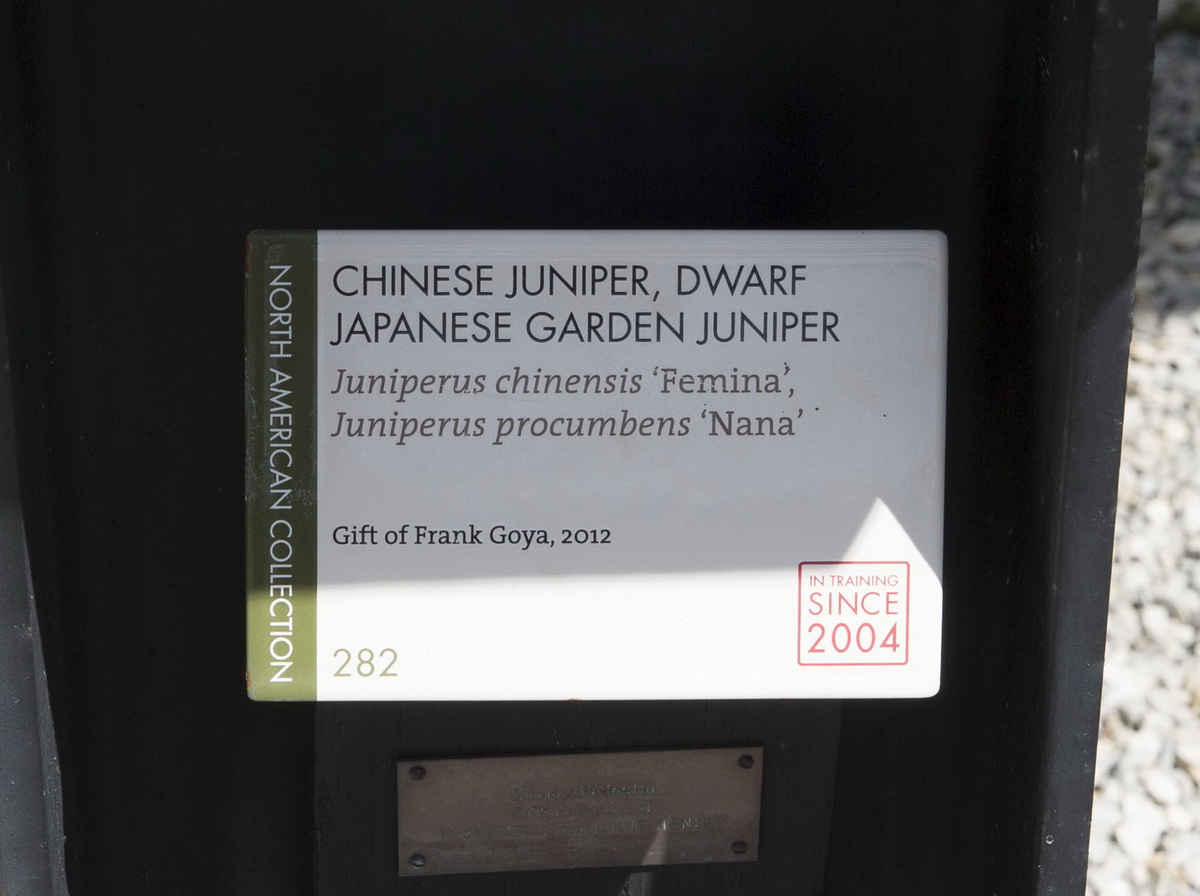 NORTH AMERICAN COLLECTION
CHINESE JUNIPER, DWARF
JAPANESE GARDEN JUNIPER
Juniperus chinensis ‘Femina’,
Juniperus procumbens ‘Nana’
Gift of Frank Goya, 2012
IN TRAINING
SINCE
2004
282